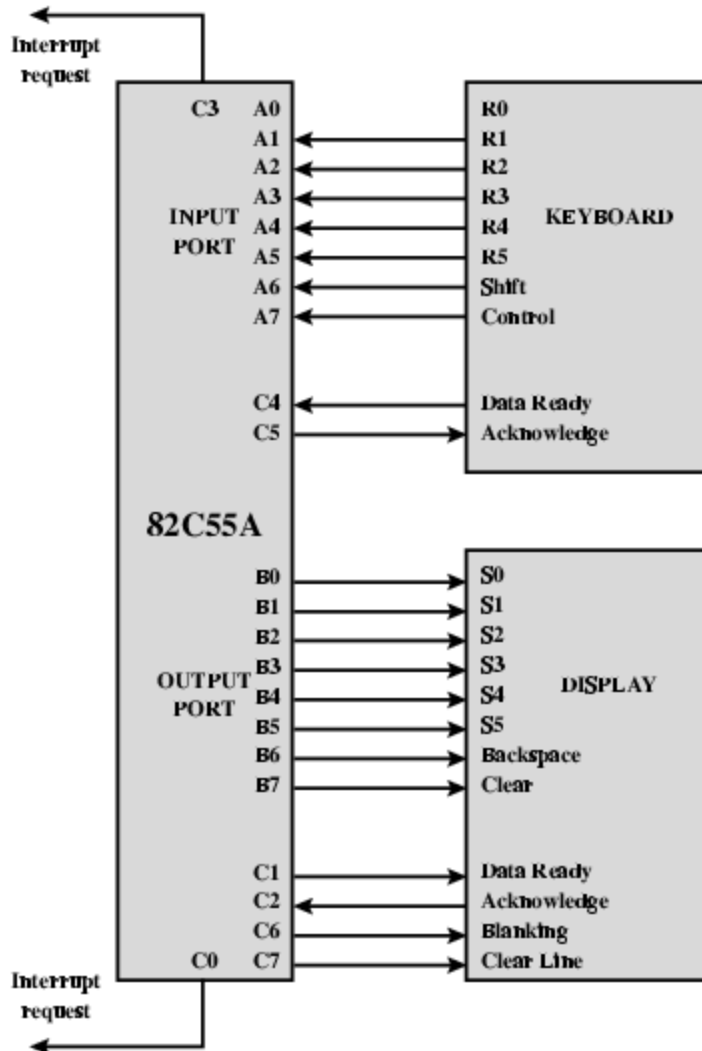 Interrupt
request
C3 A0 R0
A1 R1
A2 R2
A3 R3
INPUT KEYBOARD
A4 R4
PORT
A5 R5
A6 Shift
A7 Control
C4 Data Ready
C5 Acknowledge
82C55A
B0 S0
B1 S1
B2 S2
B3 S3
OUTPUT DISPLAY
B4 S4
PORT
B5 S5
B6 Backspace
B7 Clear
C1 Data Ready
C2 Acknowledge
C6 Blanking
C0 C7 Clear Line
Interrupt
request